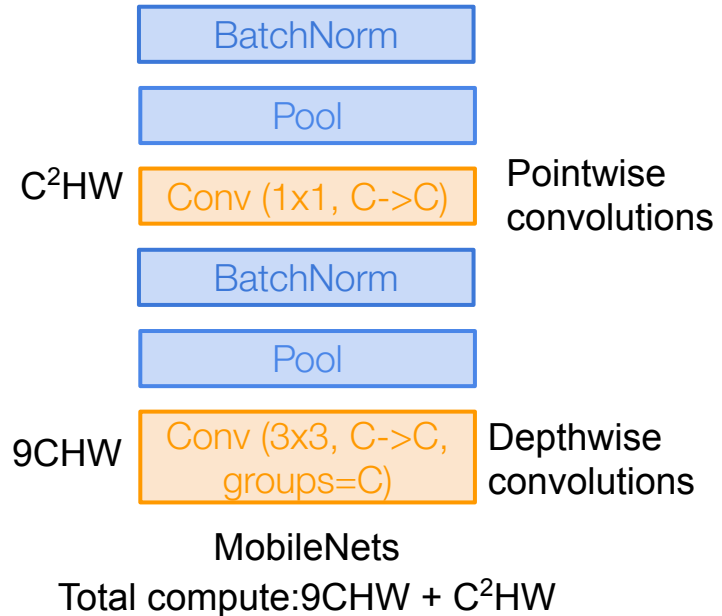 BatchNorm
Pool
C²HW
Conv (1x1, C->C)
Pointwise
convolutions
BatchNorm
Pool
9CHW
Conv (3x3, C->C,
groups=C)
Depthwise
convolutions
MobileNets
Total compute:9CHW + C²HW